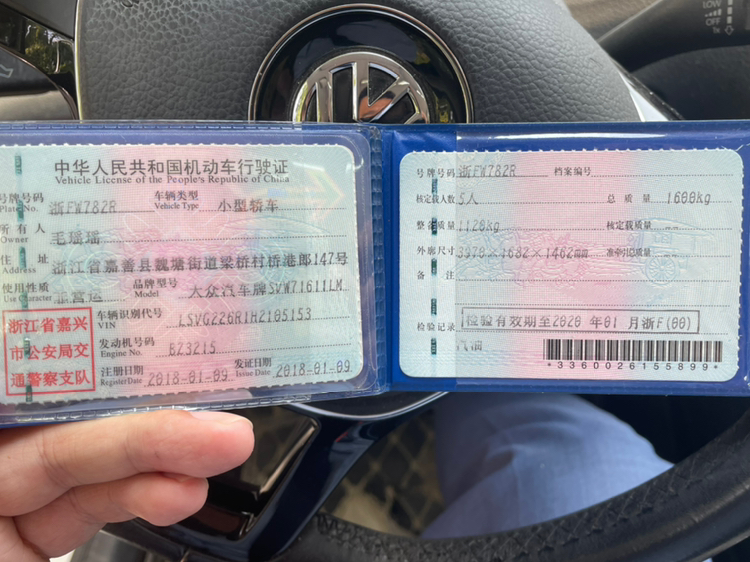 中华人民共和国机动车行驶证
Vehicle License of the People's Republic of China
号牌号码 浙FW782R 车辆类型 小型轿车
Plate No. Vehicle Type
所有人 毛瑶瑶
Owner
住址 浙江省嘉善县魏塘街道梁桥村桥港郎147号
Address
使用性质 非营运 品牌型号 大众汽车牌SVW71611LM
Use Character Model
浙江省嘉兴
市公安局交
通警察支队
车辆识别代号 LSVG226R1H2105153
VIN
发动机号码 BZ3215
Engine No.
注册日期 2018-01-09 发证日期 2018-01-09
Register Date Issue Date
号牌号码 浙FW782R 档案编号
核定载人数 5人 总质量 1600kg
整备质量 1120kg 核定载质量 --
外廓尺寸 3970×1682×1462mm 准牵引总质量 --
备注
检验记录 检验有效期至2020 年01 月浙F(00)
汽油
*3360026155899*
LOW
OFF